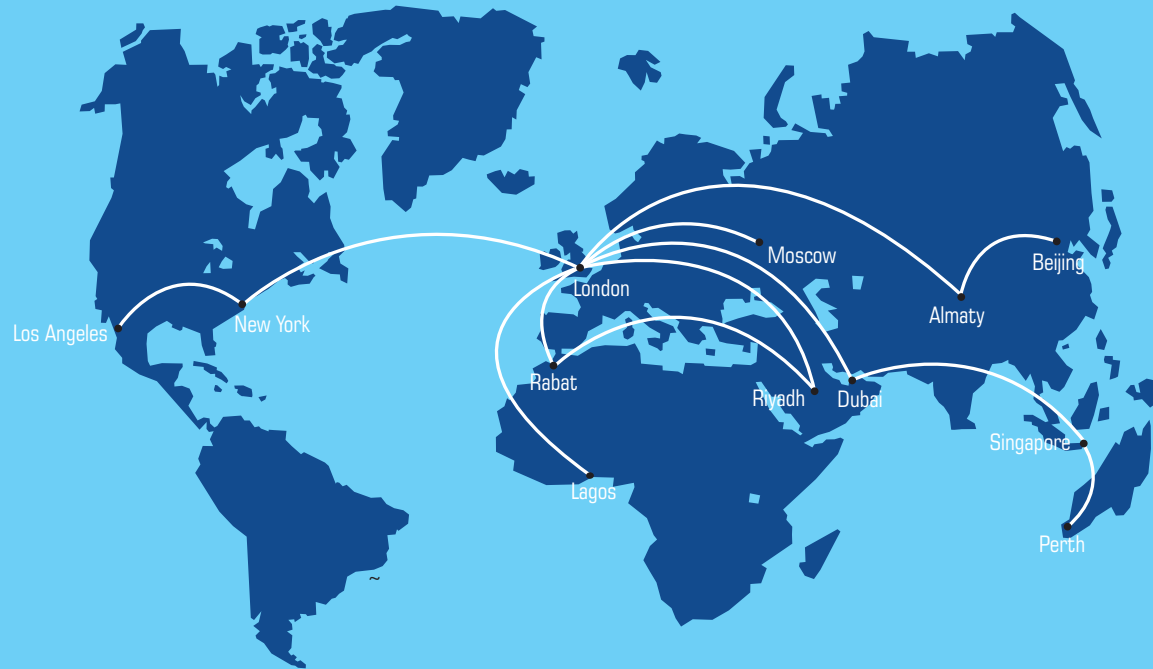 Moscow
Beijing
London
Almaty
New York
Los Angeles
Rabat
Riyadh
Dubai
Singapore
Lagos
Perth
~